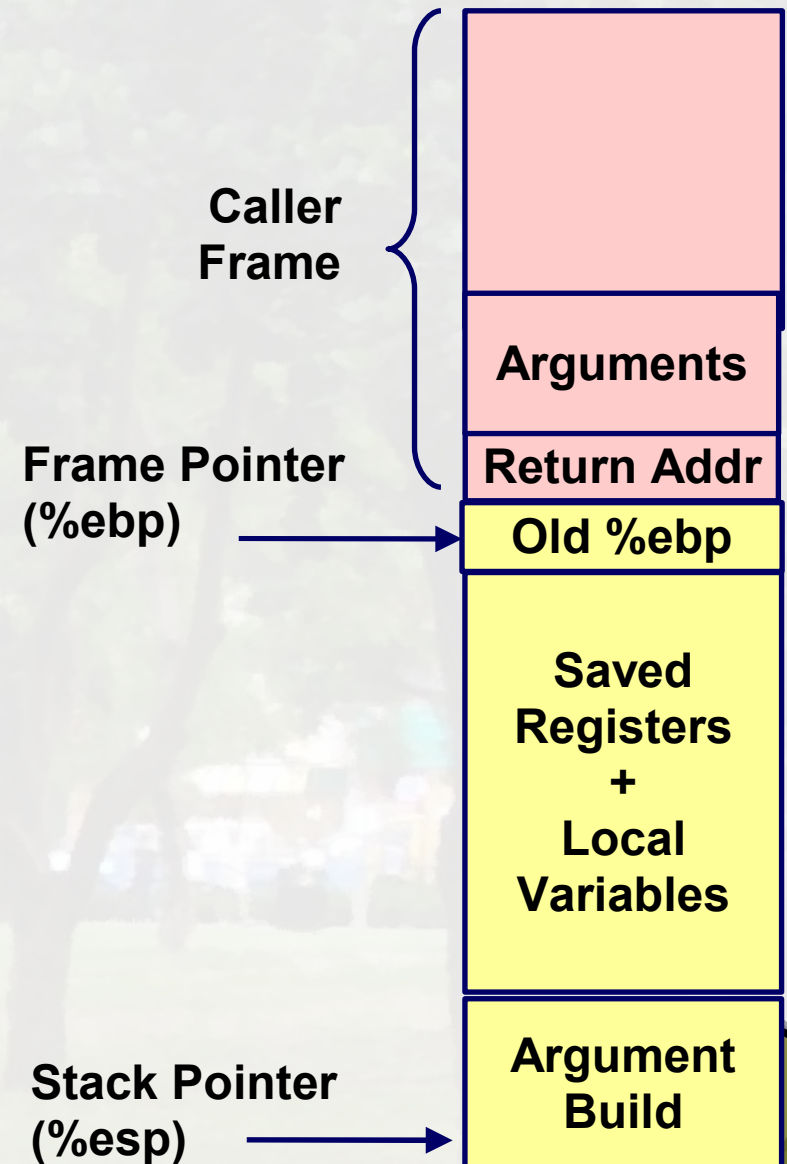 Caller
Frame
Arguments
Frame Pointer
(%ebp)
Return Addr
Old %ebp
Saved
Registers
+
Local
Variables
Stack Pointer
(%esp)
Argument
Build